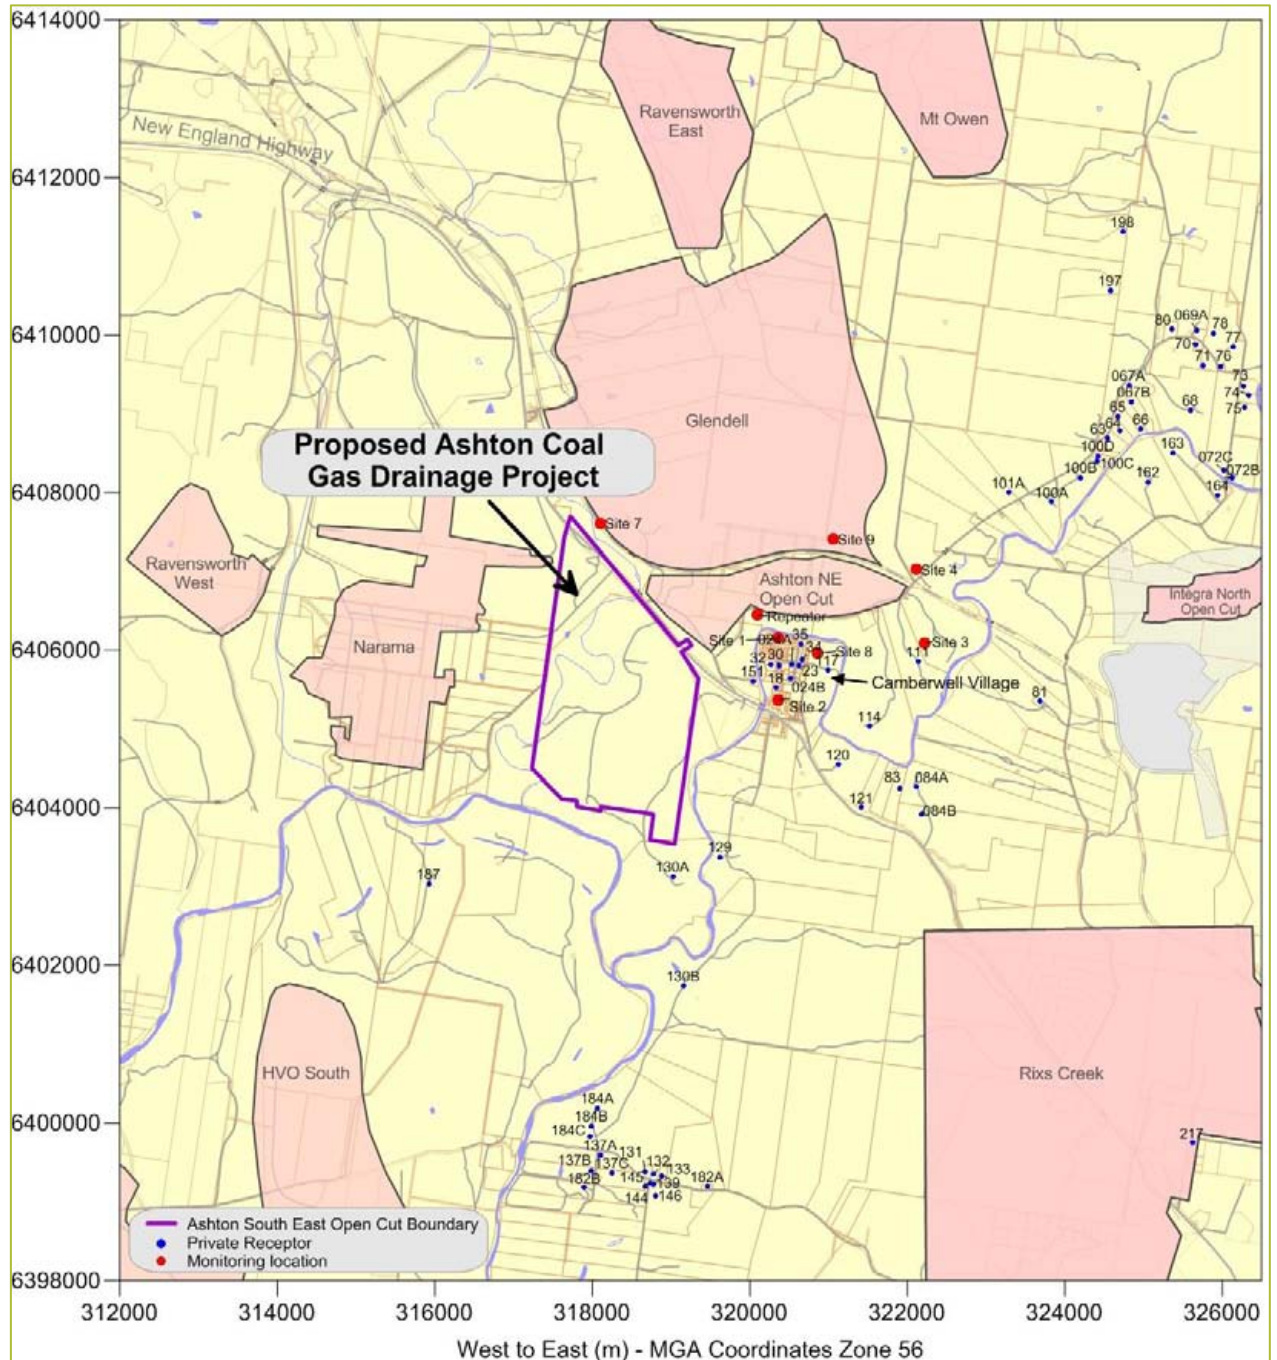 6414000
New England Highway
Ravensworth
East
Mt Owen
6412000
198
197
6410000
80
069A
78
70
77
71
76
067A
73
067B
74
68
75
65
64
66
63
Glendell
Proposed Ashton Coal
Gas Drainage Project
100D
163
100C
072C
100B
072B
162
6408000
101A
100A
164
Site 7
Site 9
Ravensworth
West
Site 4
Ashton NE
Open Cut
Integra North
Open Cut
Repeater
Narama
6406000
Site 1
024A
35
34
Site 3
32
30
Site 8
111
151
23
117
18
024B
Camberwell Village
81
Site 2
114
120
83
084A
6404000
121
084B
129
130A
187
6402000
130B
HVO South
Rixs Creek
6400000
184A
184B
184C
217
137A
131
137B
137C
132
133
182B
145
139
182A
144
146
Ashton South East Open Cut Boundary
Private Receptor
Monitoring location
6398000
312000
314000
316000
318000
320000
322000
324000
326000
West to East (m) - MGA Coordinates Zone 56